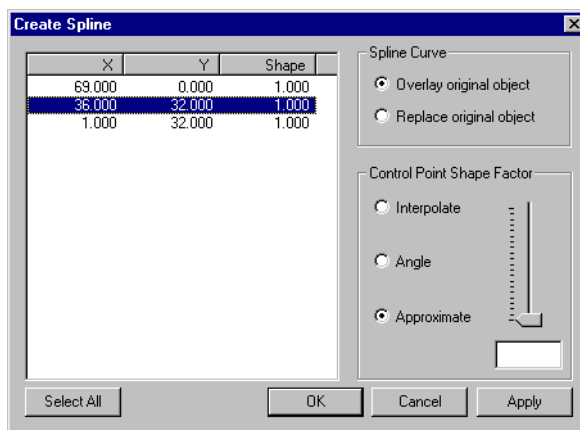 Create Spline
X Y Shape
69.000 0.000 1.000
36.000 32.000 1.000
1.000 32.000 1.000
Spline Curve
Overlay original object
Replace original object
Control Point Shape Factor
Interpolate
Angle
Approximate
Select All OK Cancel Apply